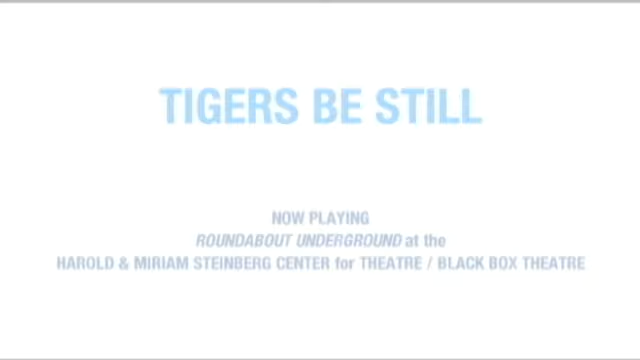 TIGERS BE STILL
NOW PLAYING
ROUNDABOUT UNDERGROUND at the
HAROLD & MIRIAM STEINBERG CENTER for THEATRE / BLACK BOX THEATRE